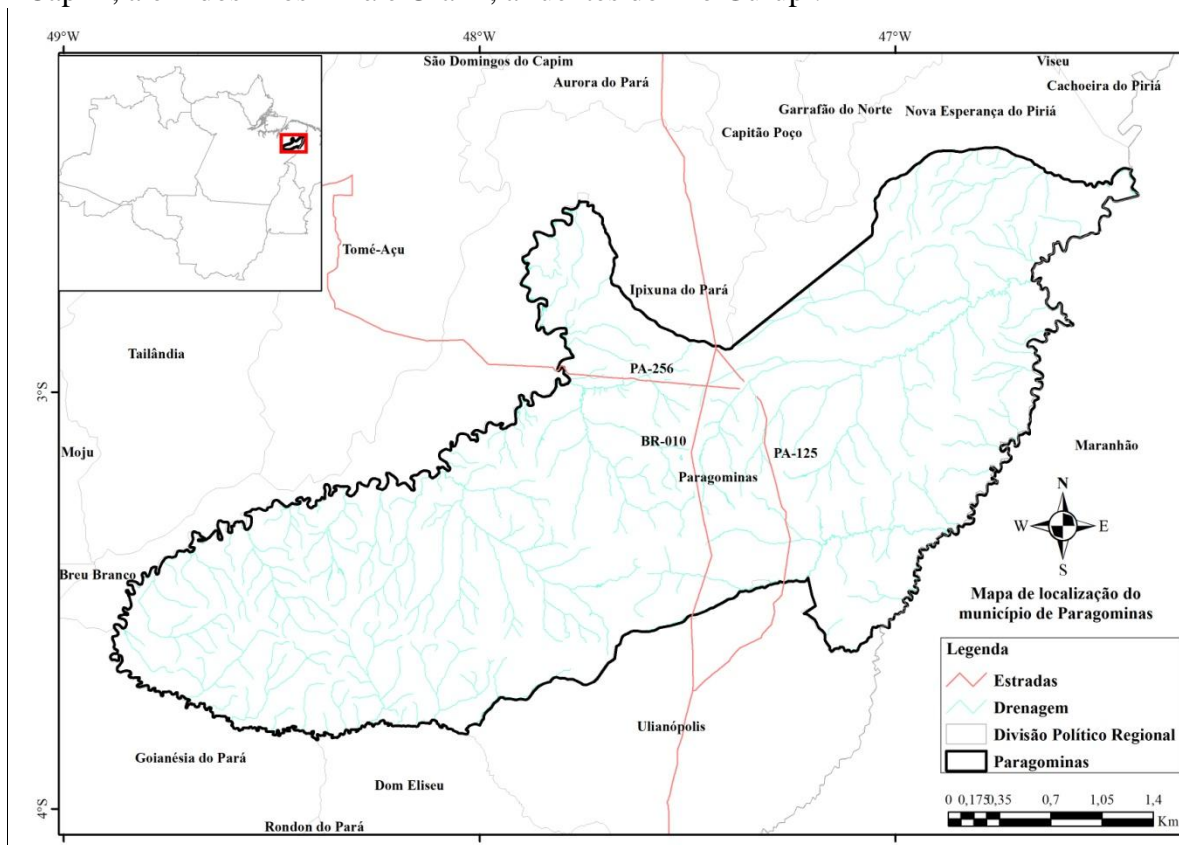 49°W
48°W
47°W
São Domingos do Capim
Viseu
Aurora do Pará
Cachoeira do Piriá
Garrafão do Norte
Nova Esperança do Piriá
Capitão Poço
Tomé-Açu
Ipixuna do Pará
Tailândia
PA-256
3°S
BR-010
PA-125
Moju
Maranhão
Paragominas
N
W
E
S
Breu Branco
Mapa de localização do
município de Paragominas
Legenda
Estradas
Drenagem
Divisão Político Regional
Paragominas
Ulianópolis
Goianésia do Pará
Dom Eliseu
Rondon do Pará
4°S
0 0,175 0,35 0,7 1,05 1,4
Km